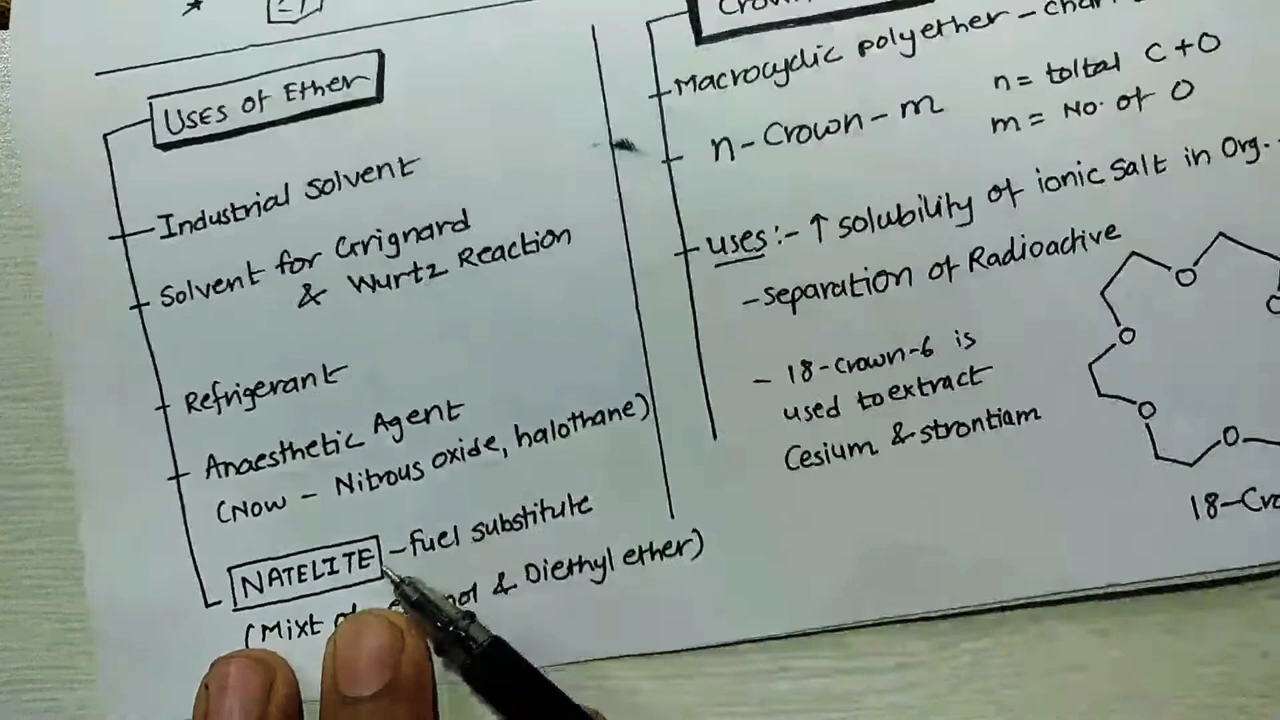 Uses of Ether
Industrial solvent
Solvent for Grignard
& Wurtz Reaction
Refrigerant
Anaesthetic Agent
(Now - Nitrous oxide, halothane)
NATELITE - fuel substitute
(Mixt & Diethyl ether)
Macrocyclic polyether -
n-Crown-m
n = toltal C+O
m = No. of O
uses :- ↑ solubility of ionic salt in Org.
- separation of Radioactive
- 18-crown-6 is
used to extract
Cesium & strontiam
O
O
O
O
18-